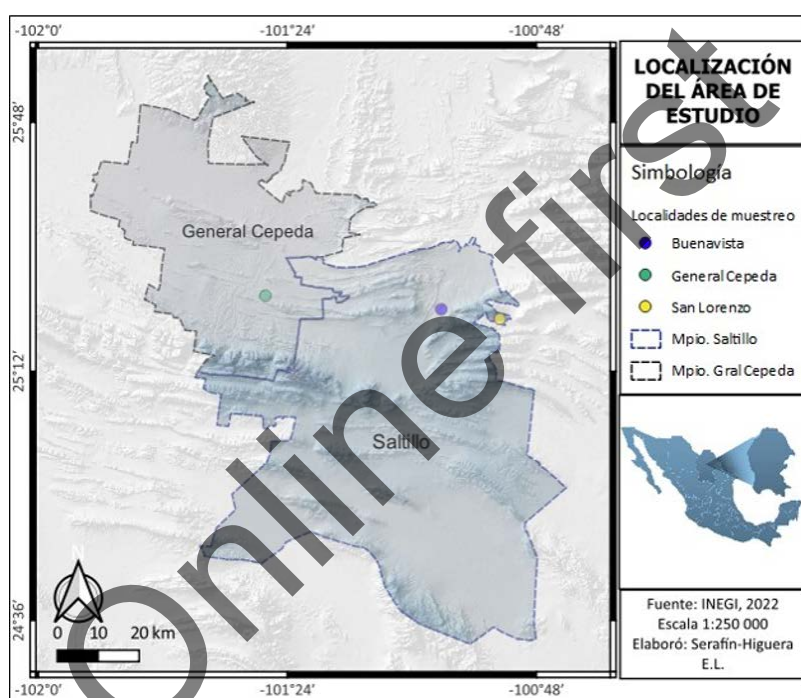 -102°0′ -101°24′ -100°48′
25°48′
25°12′
24°36′
General Cepeda
Saltillo
N
0 10 20 km
-102°0′ -101°24′ -100°48′
LOCALIZACIÓN
DEL ÁREA DE
ESTUDIO
Simbología
Localidades de muestreo
Buenavista
General Cepeda
San Lorenzo
Mpio. Saltillo
Mpio. Gral Cepeda
Fuente: INEGI, 2022
Escala 1:250 000
Elaboró: Serafín-Higuera
E.L.
Online first